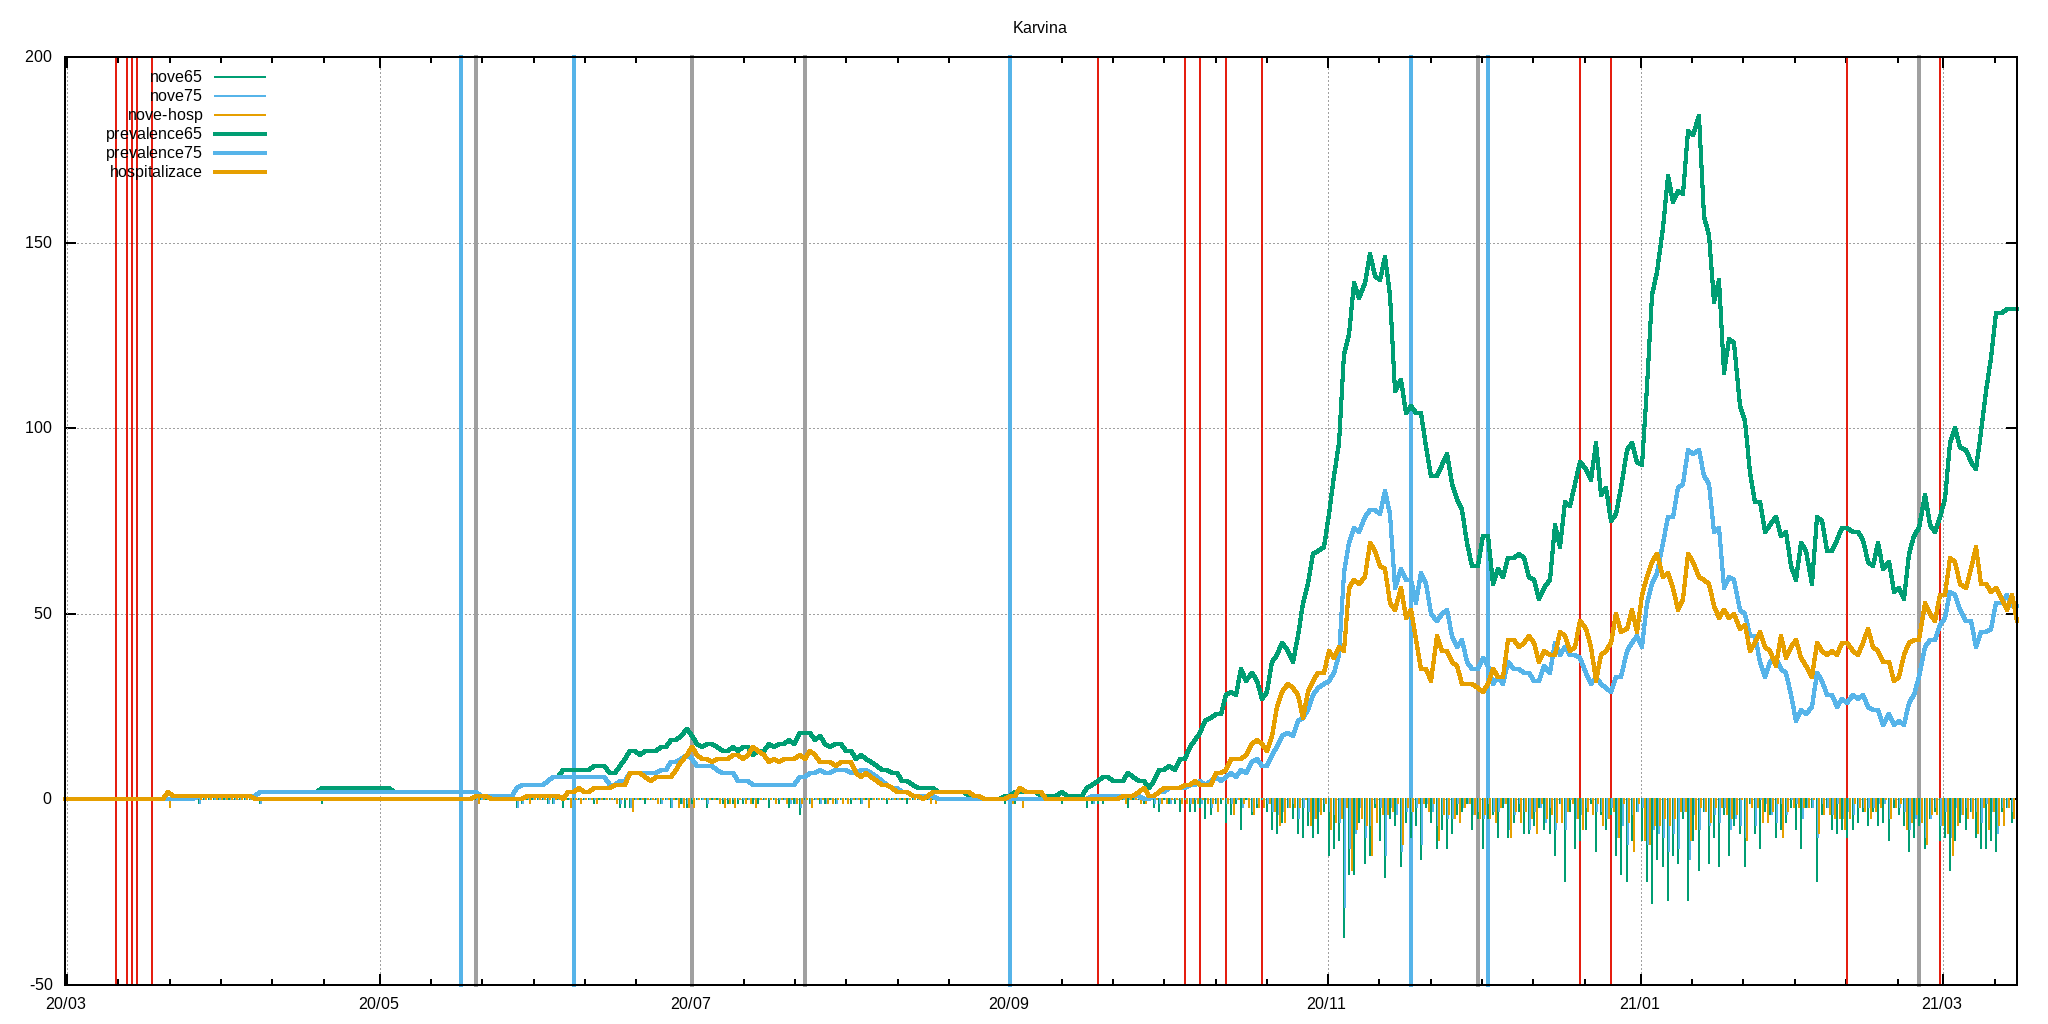 Karvina
200
150
100
50
0
-50
nove65
nove75
nove-hosp
prevalence65
prevalence75
hospitalizace
20/03 20/05 20/07 20/09 20/11 21/01 21/03